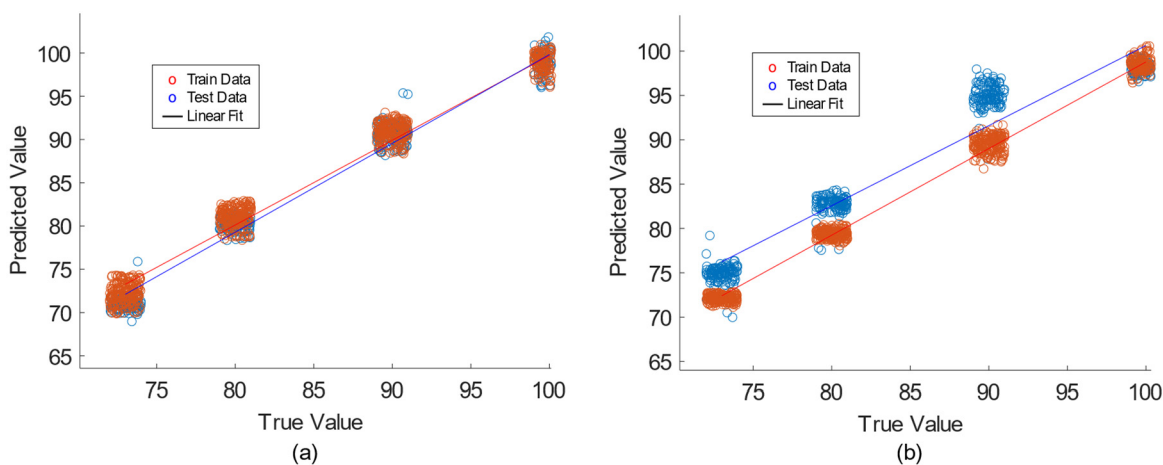 100
95
90
85
80
75
70
65
Predicted Value
o Train Data
o Test Data
Linear Fit
75 80 85 90 95 100
True Value
(a)
100
95
90
85
80
75
70
65
Predicted Value
o Train Data
o Test Data
Linear Fit
75 80 85 90 95 100
True Value
(b)